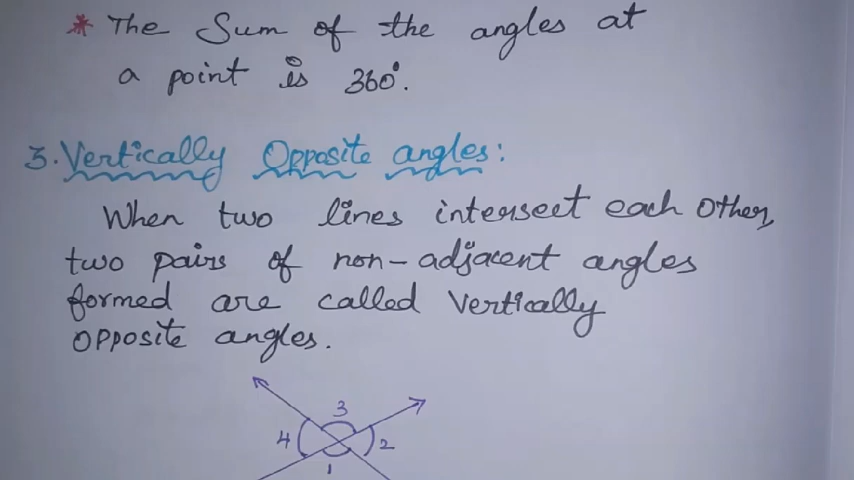 * The Sum of the angles at
a point is 360°.
3. Vertically Opposite angles:
When two lines intersect each other,
two pairs of non-adjacent angles
formed are called Vertically
opposite angles.
3
4 2
1